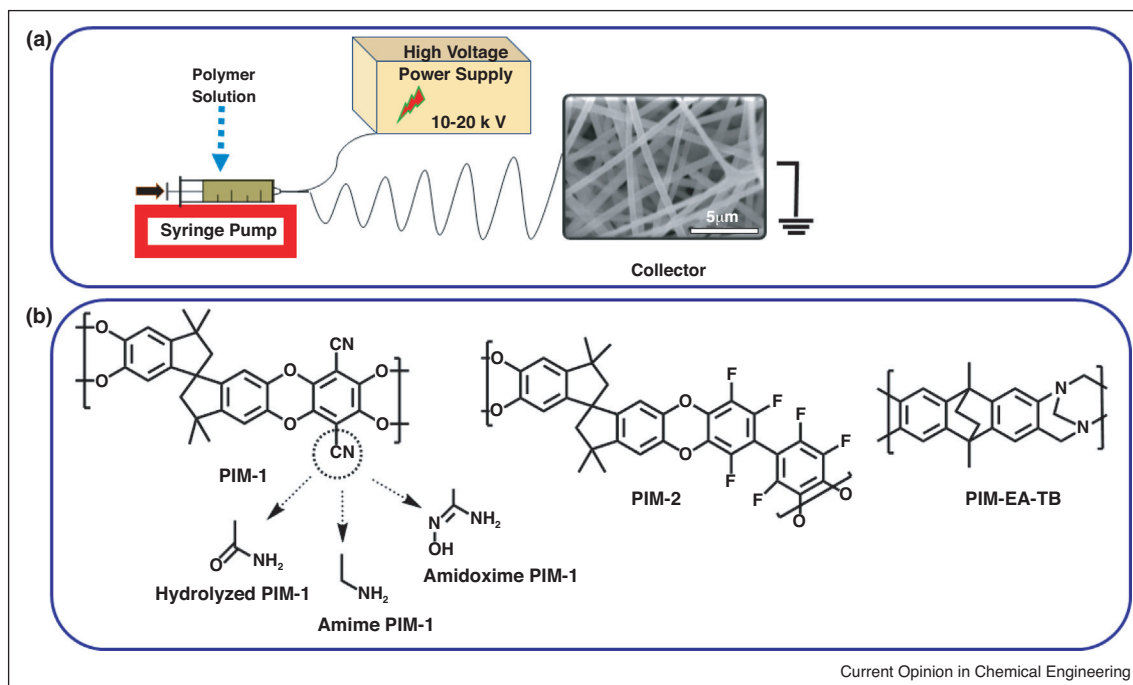 (a)
High Voltage
Power Supply
10-20 k V
Polymer
Solution
Syringe Pump
5μm
Collector
(b)
O
O
O
O
CN
CN
O
O
PIM-1
O
NH₂
Hydrolyzed PIM-1
NH₂
Amime PIM-1
N
OH
NH₂
Amidoxime PIM-1
O
O
O
O
F
F
F
F
F
F
O
O
PIM-2
N
N
PIM-EA-TB
Current Opinion in Chemical Engineering